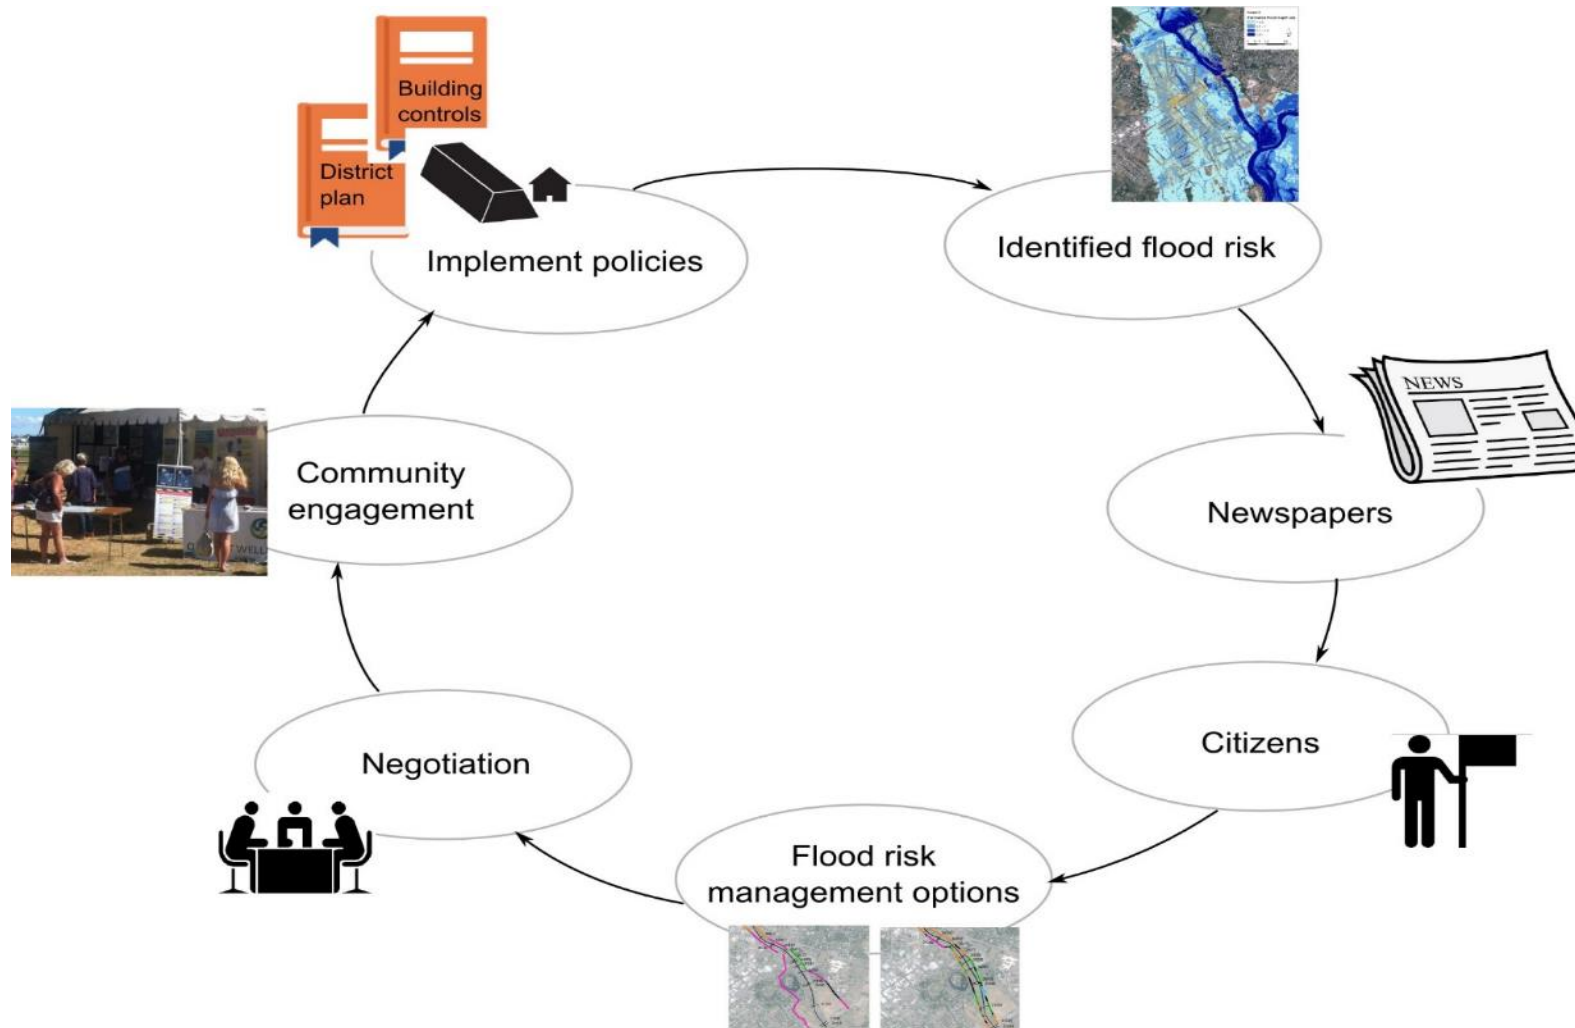 Building
controls
District
plan
Implement policies
Identified flood risk
NEWS
Newspapers
Community
engagement
Citizens
Negotiation
Flood risk
management options